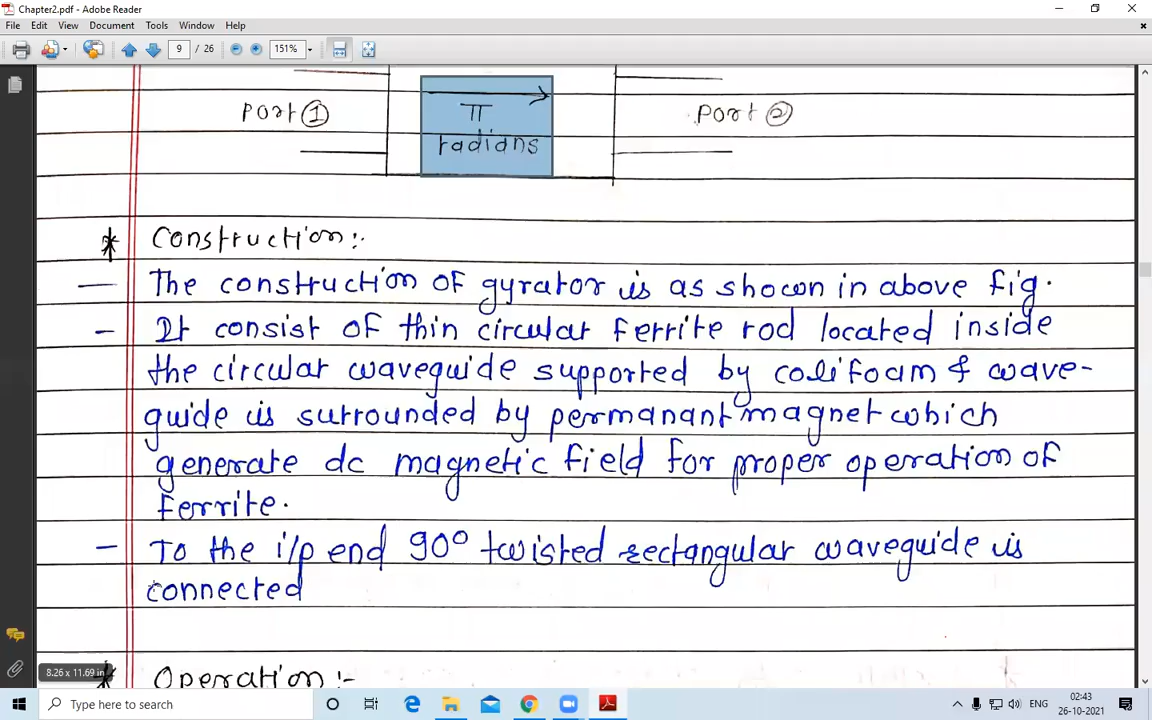 Chapter2.pdf - Adobe Reader
File Edit View Document Tools Window Help
9 / 26 151%
Port 1 π Port 2
radians
* Construction:-
— The construction of gyrator is as shown in above fig.
- It consist of thin circular ferrite rod located inside
the circular waveguide supported by colifoam & wave-
guide is surrounded by permanant magnet which
generate dc magnetic field for proper operation of
ferrite.
- To the i/p end 90° twisted rectangular waveguide is
connected
8.26 x 11.69 in
* Operation:-
Type here to search
ENG
02:43
26-10-2021